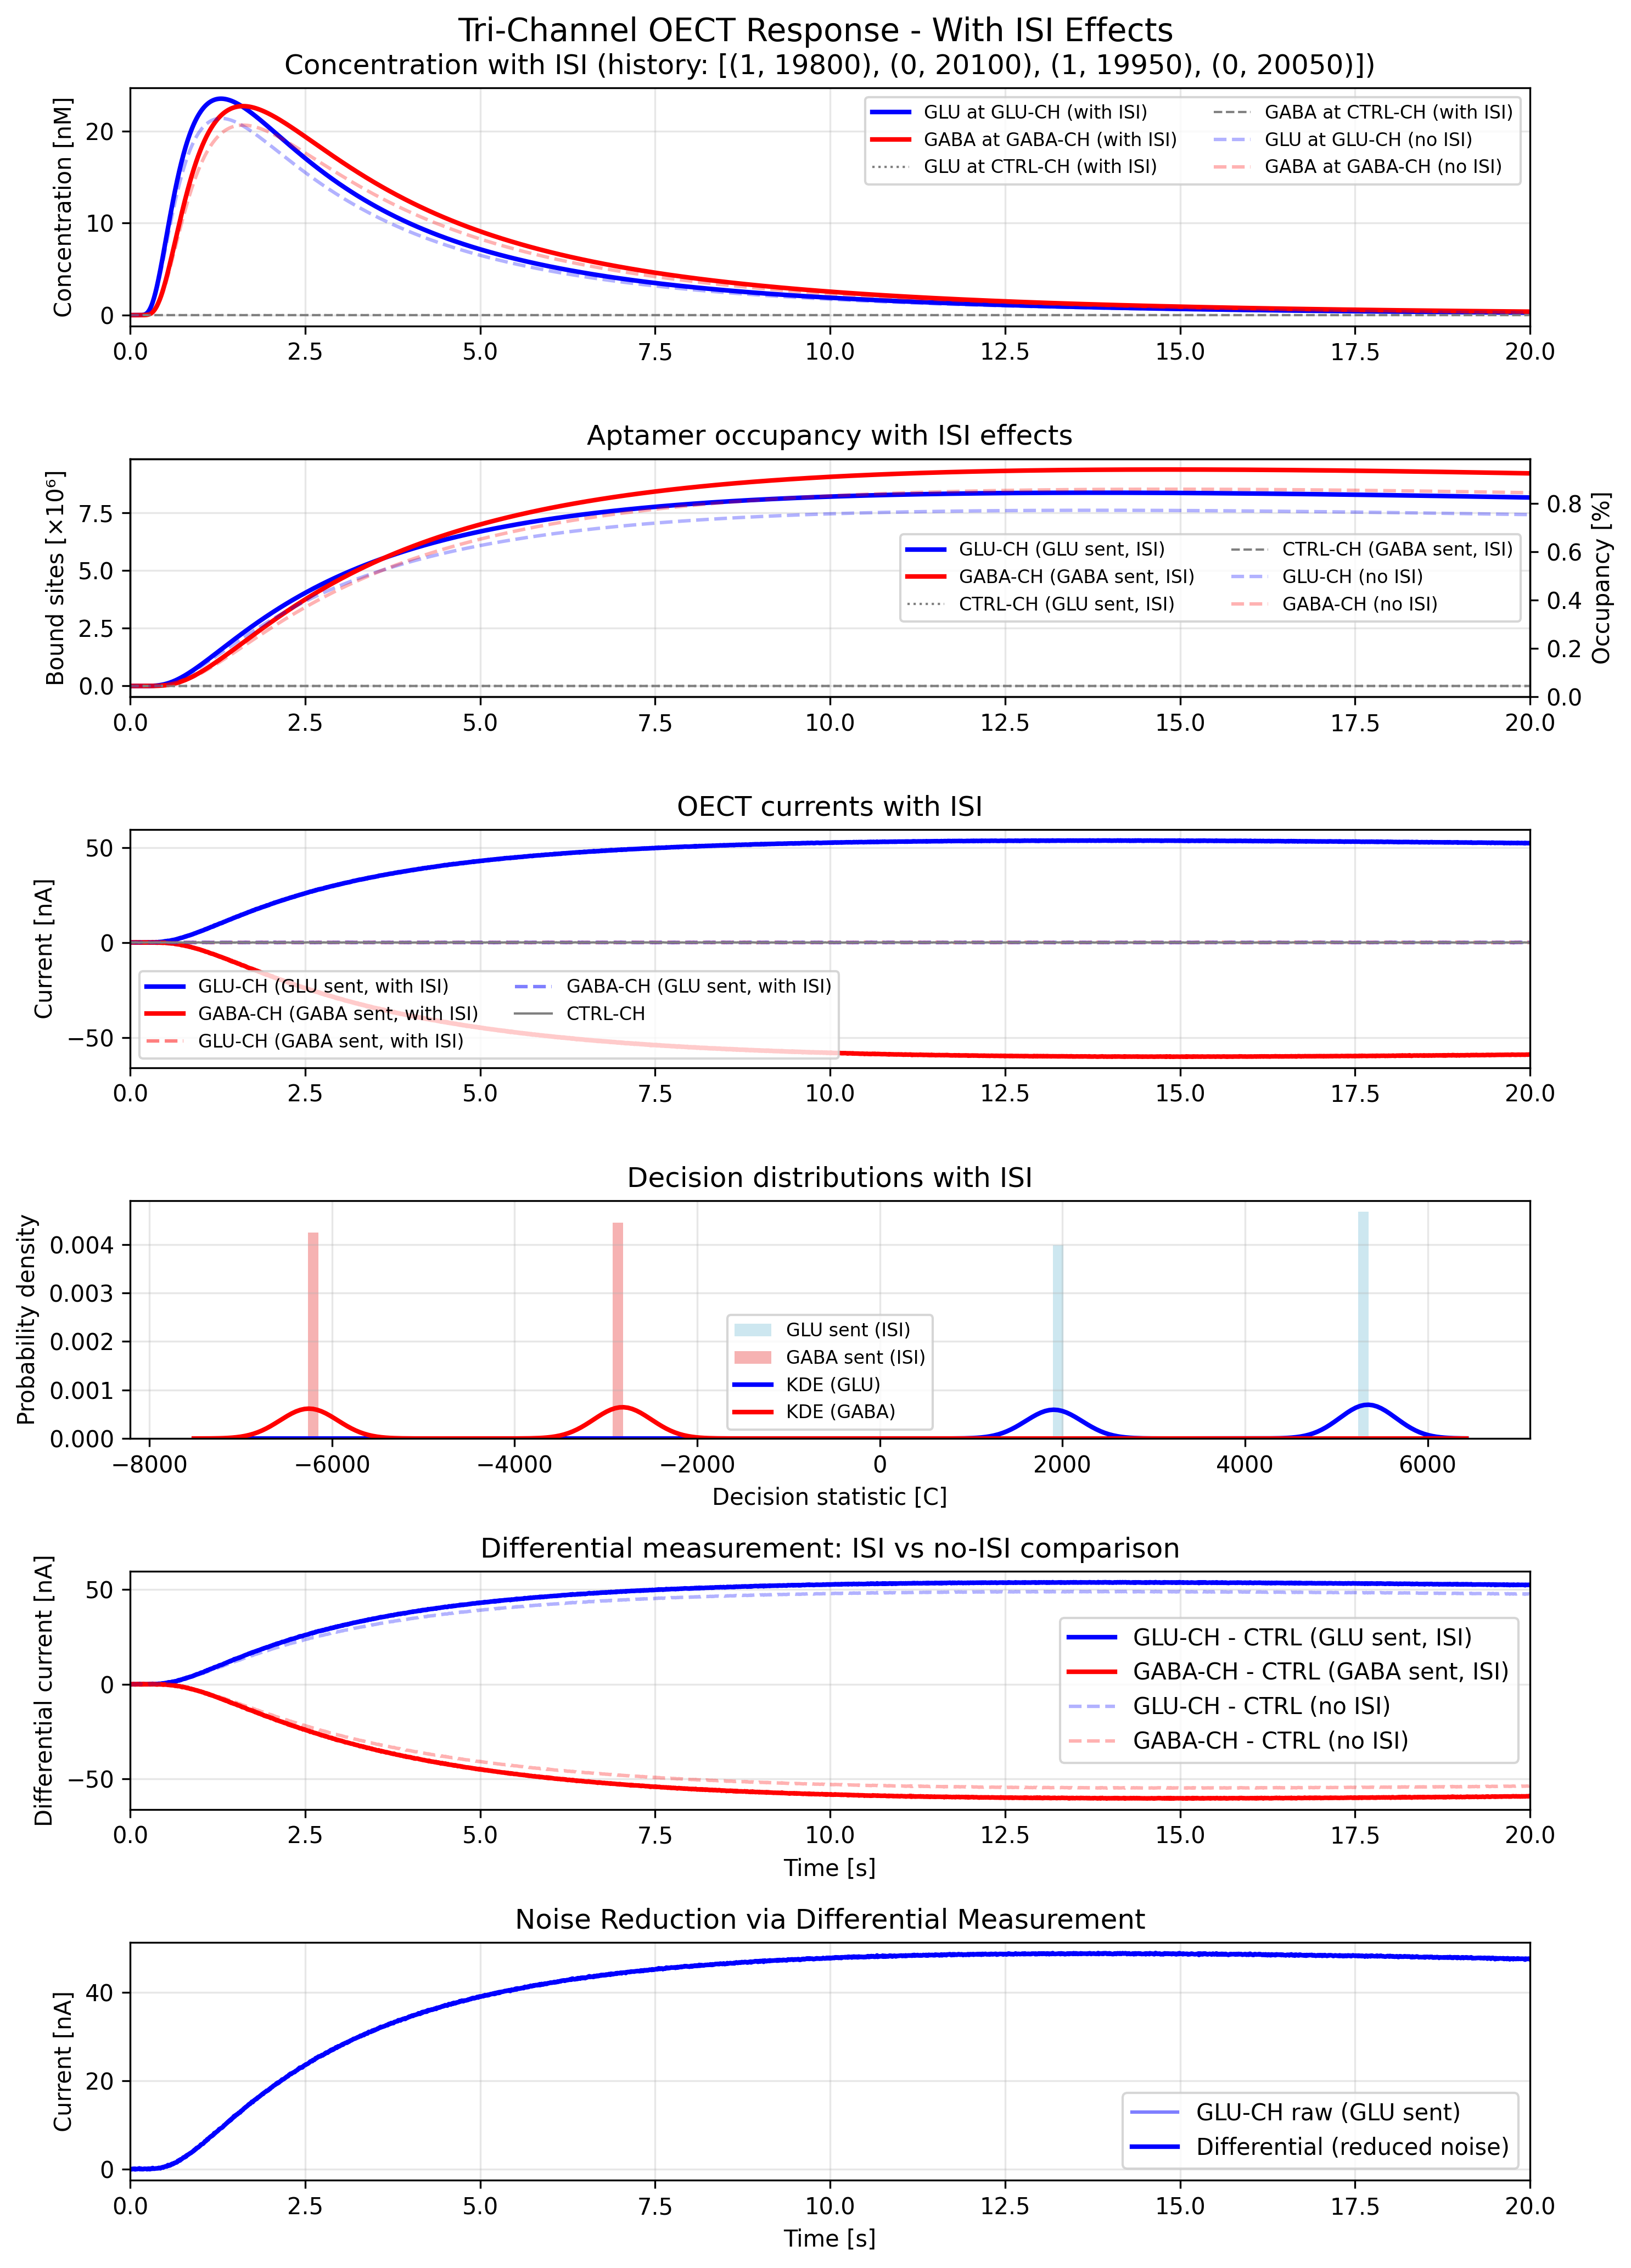 Tri-Channel OECT Response - With ISI Effects
Concentration with ISI (history: [(1, 19800), (0, 20100), (1, 19950), (0, 20050)])
Concentration [nM]
20
10
0
GLU at GLU-CH (with ISI)
GABA at GABA-CH (with ISI)
GLU at CTRL-CH (with ISI)
GABA at CTRL-CH (with ISI)
GLU at GLU-CH (no ISI)
GABA at GABA-CH (no ISI)
0.0 2.5 5.0 7.5 10.0 12.5 15.0 17.5 20.0
Aptamer occupancy with ISI effects
Bound sites [×10⁶]
7.5
5.0
2.5
0.0
GLU-CH (GLU sent, ISI)
GABA-CH (GABA sent, ISI)
CTRL-CH (GLU sent, ISI)
CTRL-CH (GABA sent, ISI)
GLU-CH (no ISI)
GABA-CH (no ISI)
0.8
0.6
0.4
0.2
0.0
Occupancy [%]
0.0 2.5 5.0 7.5 10.0 12.5 15.0 17.5 20.0
OECT currents with ISI
Current [nA]
50
0
−50
GLU-CH (GLU sent, with ISI)
GABA-CH (GABA sent, with ISI)
GLU-CH (GABA sent, with ISI)
GABA-CH (GLU sent, with ISI)
CTRL-CH
0.0 2.5 5.0 7.5 10.0 12.5 15.0 17.5 20.0
Decision distributions with ISI
Probability density
0.004
0.003
0.002
0.001
0.000
GLU sent (ISI)
GABA sent (ISI)
KDE (GLU)
KDE (GABA)
−8000 −6000 −4000 −2000 0 2000 4000 6000
Decision statistic [C]
Differential measurement: ISI vs no-ISI comparison
Differential current [nA]
50
0
−50
GLU-CH - CTRL (GLU sent, ISI)
GABA-CH - CTRL (GABA sent, ISI)
GLU-CH - CTRL (no ISI)
GABA-CH - CTRL (no ISI)
0.0 2.5 5.0 7.5 10.0 12.5 15.0 17.5 20.0
Time [s]
Noise Reduction via Differential Measurement
Current [nA]
40
20
0
GLU-CH raw (GLU sent)
Differential (reduced noise)
0.0 2.5 5.0 7.5 10.0 12.5 15.0 17.5 20.0
Time [s]